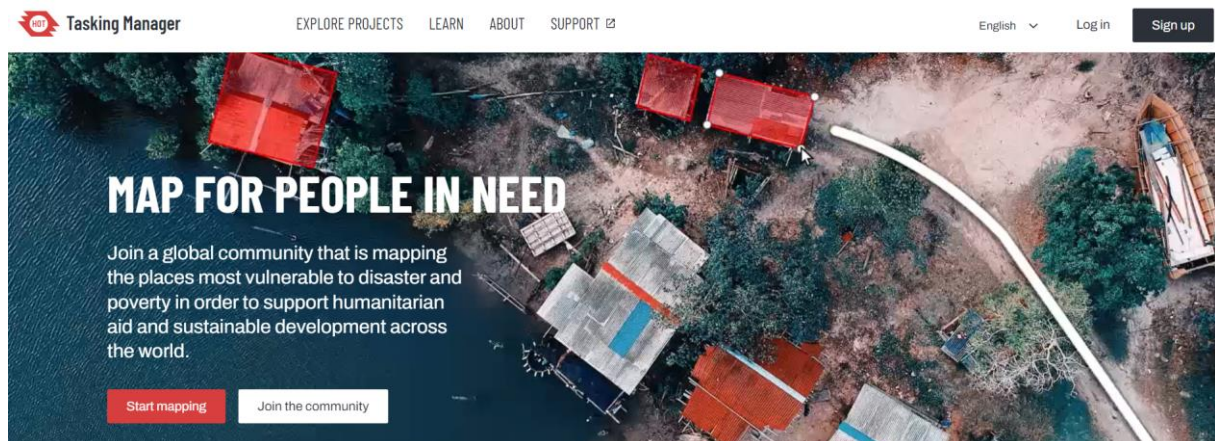 HOT Tasking Manager EXPLORE PROJECTS LEARN ABOUT SUPPORT English Log in Sign up
MAP FOR PEOPLE IN NEED
Join a global community that is mapping
the places most vulnerable to disaster and
poverty in order to support humanitarian
aid and sustainable development across
the world.
Start mapping Join the community